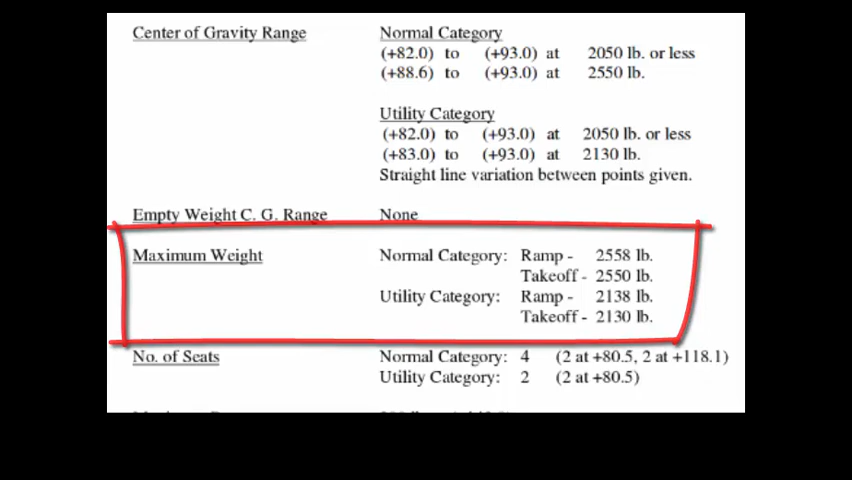 Center of Gravity Range Normal Category
(+82.0) to (+93.0) at 2050 lb. or less
(+88.6) to (+93.0) at 2550 lb.
Utility Category
(+82.0) to (+93.0) at 2050 lb. or less
(+83.0) to (+93.0) at 2130 lb.
Straight line variation between points given.
Empty Weight C. G. Range None
Maximum Weight Normal Category: Ramp - 2558 lb.
Takeoff - 2550 lb.
Utility Category: Ramp - 2138 lb.
Takeoff - 2130 lb.
No. of Seats Normal Category: 4 (2 at +80.5, 2 at +118.1)
Utility Category: 2 (2 at +80.5)